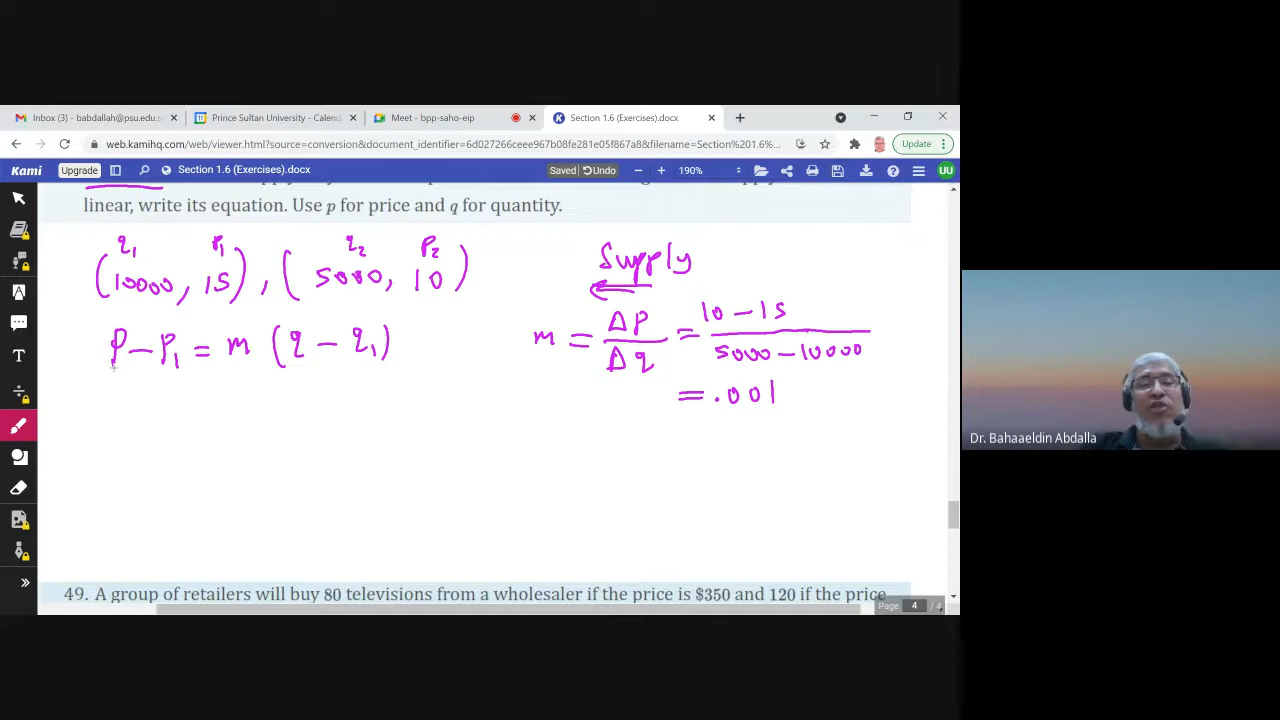 Inbox (3) - babdallah@psu.edu.s
Prince Sultan University - Calend
Meet - bpp-saho-eip
Section 1.6 (Exercises).docx
web.kamihq.com/web/viewer.html?source=conversion&document_identifier=6d027266ceee967b08fe281e05f867a8&filename=Section%201.6%...
Update
Kami
Upgrade
Section 1.6 (Exercises).docx
Saved Undo
190%
UU
linear, write its equation. Use p for price and q for quantity.
q1 P1 q2 P2
(10000, 15), (5000, 10)
Supply
P - P1 = m (q - q1)
m = Δp/Δq = 10 - 15/5000 - 10000
= .001
Dr. Bahaaeldin Abdalla
49. A group of retailers will buy 80 televisions from a wholesaler if the price is $350 and 120 if the price
Page 4 / 4